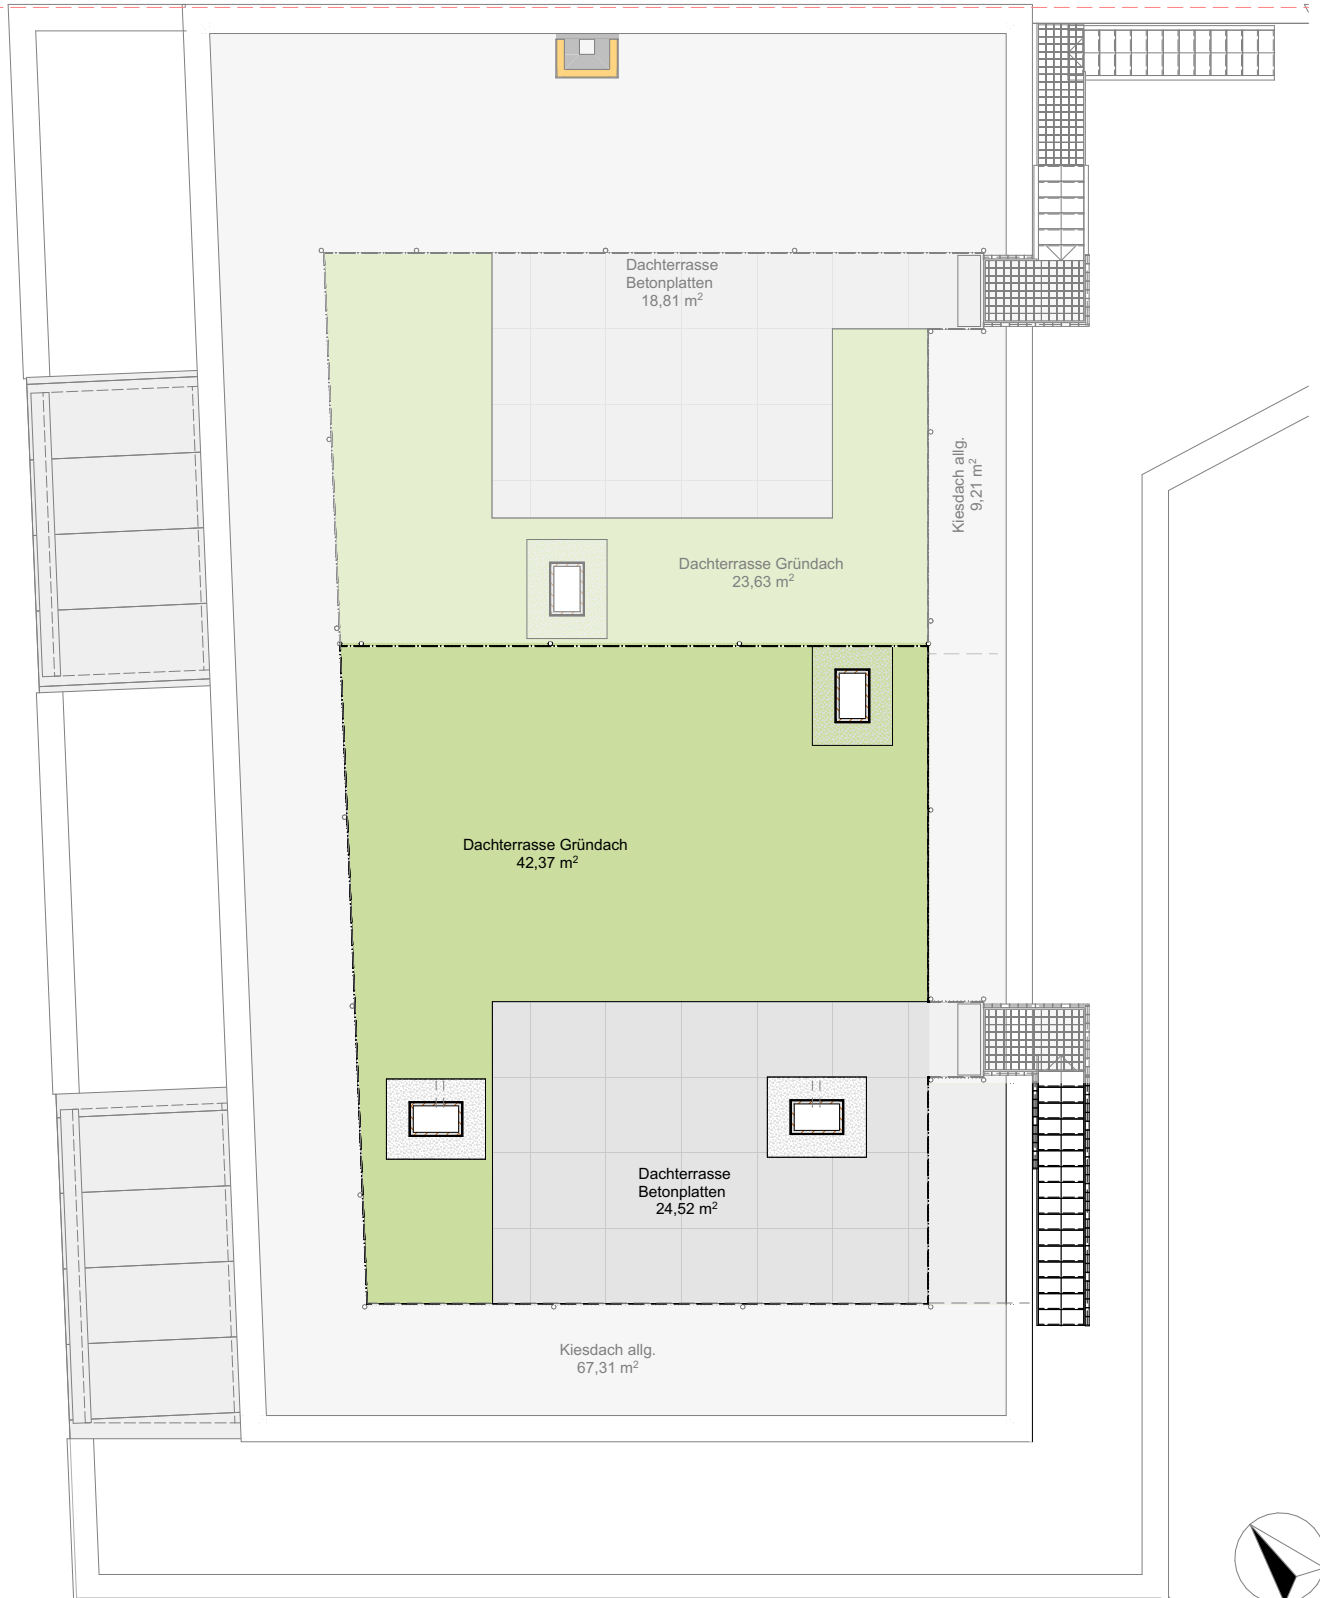 Dachterrasse
Betonplatten
18,81 m²
Kiesdach allg.
9,21 m²
Dachterrasse Gründach
23,63 m²
Dachterrasse Gründach
42,37 m²
Dachterrasse
Betonplatten
24,52 m²
Kiesdach allg.
67,31 m²